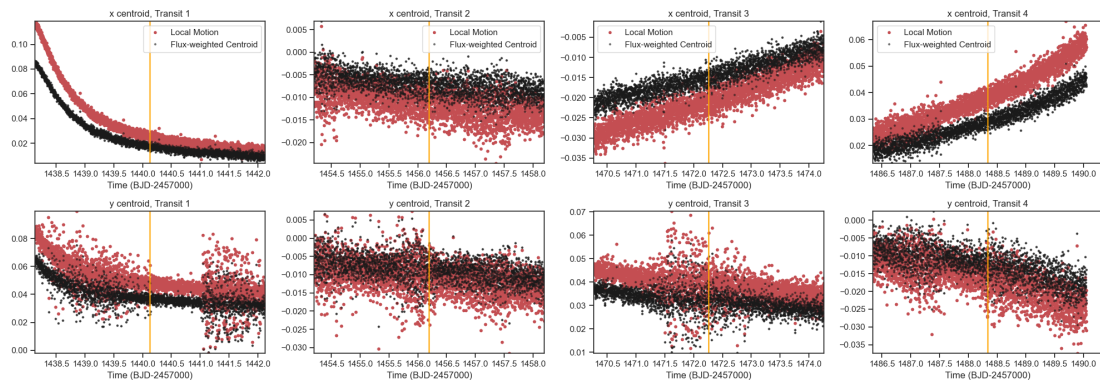 x centroid, Transit 1
Local Motion
Flux-weighted Centroid
0.10
0.08
0.06
0.04
0.02
1438.5 1439.0 1439.5 1440.0 1440.5 1441.0 1441.5 1442.0
Time (BJD-2457000)
x centroid, Transit 2
Local Motion
Flux-weighted Centroid
0.005
0.000
−0.005
−0.010
−0.015
−0.020
1454.5 1455.0 1455.5 1456.0 1456.5 1457.0 1457.5 1458.0
Time (BJD-2457000)
x centroid, Transit 3
Local Motion
Flux-weighted Centroid
−0.005
−0.010
−0.015
−0.020
−0.025
−0.030
−0.035
1470.5 1471.0 1471.5 1472.0 1472.5 1473.0 1473.5 1474.0
Time (BJD-2457000)
x centroid, Transit 4
Local Motion
Flux-weighted Centroid
0.06
0.05
0.04
0.03
0.02
1486.5 1487.0 1487.5 1488.0 1488.5 1489.0 1489.5 1490.0
Time (BJD-2457000)
y centroid, Transit 1
0.08
0.06
0.04
0.02
0.00
1438.5 1439.0 1439.5 1440.0 1440.5 1441.0 1441.5 1442.0
Time (BJD-2457000)
y centroid, Transit 2
0.005
0.000
−0.005
−0.010
−0.015
−0.020
−0.025
−0.030
1454.5 1455.0 1455.5 1456.0 1456.5 1457.0 1457.5 1458.0
Time (BJD-2457000)
y centroid, Transit 3
0.07
0.06
0.05
0.04
0.03
0.02
0.01
1470.5 1471.0 1471.5 1472.0 1472.5 1473.0 1473.5 1474.0
Time (BJD-2457000)
y centroid, Transit 4
0.000
−0.005
−0.010
−0.015
−0.020
−0.025
−0.030
−0.035
1486.5 1487.0 1487.5 1488.0 1488.5 1489.0 1489.5 1490.0
Time (BJD-2457000)